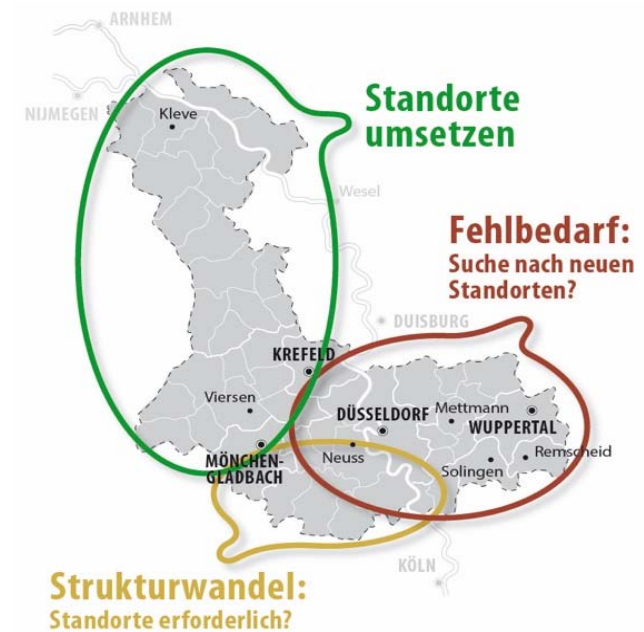 ARNHEM
NIJMEGEN
Kleve
Standorte
umsetzen
Wesel
Fehlbedarf:
Suche nach neuen
Standorten?
DUISBURG
KREFELD
Viersen
DÜSSELDORF
Mettmann
WUPPERTAL
MÖNCHEN-
GLADBACH
Neuss
Remscheid
Solingen
KÖLN
Strukturwandel:
Standorte erforderlich?